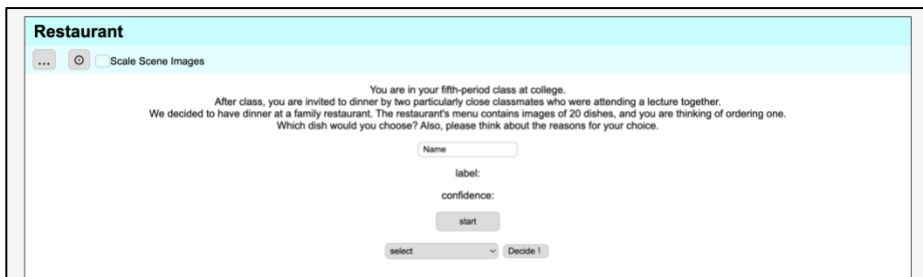 Restaurant
... Scale Scene Images
You are in your fifth-period class at college.
After class, you are invited to dinner by two particularly close classmates who were attending a lecture together.
We decided to have dinner at a family restaurant. The restaurant's menu contains images of 20 dishes, and you are thinking of ordering one.
Which dish would you choose? Also, please think about the reasons for your choice.
Name
label:
confidence:
start
select Decide !